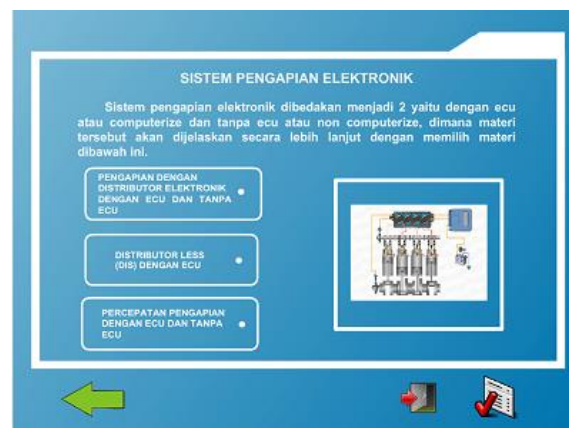 SISTEM PENGAPIAN ELEKTRONIK
Sistem pengapian elektronik dibedakan menjadi 2 yaitu dengan ecu
atau computerize dan tanpa ecu atau non computerize, dimana materi
tersebut akan dijelaskan secara lebih lanjut dengan memilih materi
dibawah ini.
PENGAPIAN DENGAN
DISTRIBUTOR ELEKTRONIK
DENGAN ECU DAN TANPA
ECU
DISTRIBUTOR LESS
(DIS) DENGAN ECU
PERCEPATAN PENGAPIAN
DENGAN ECU DAN TANPA
ECU